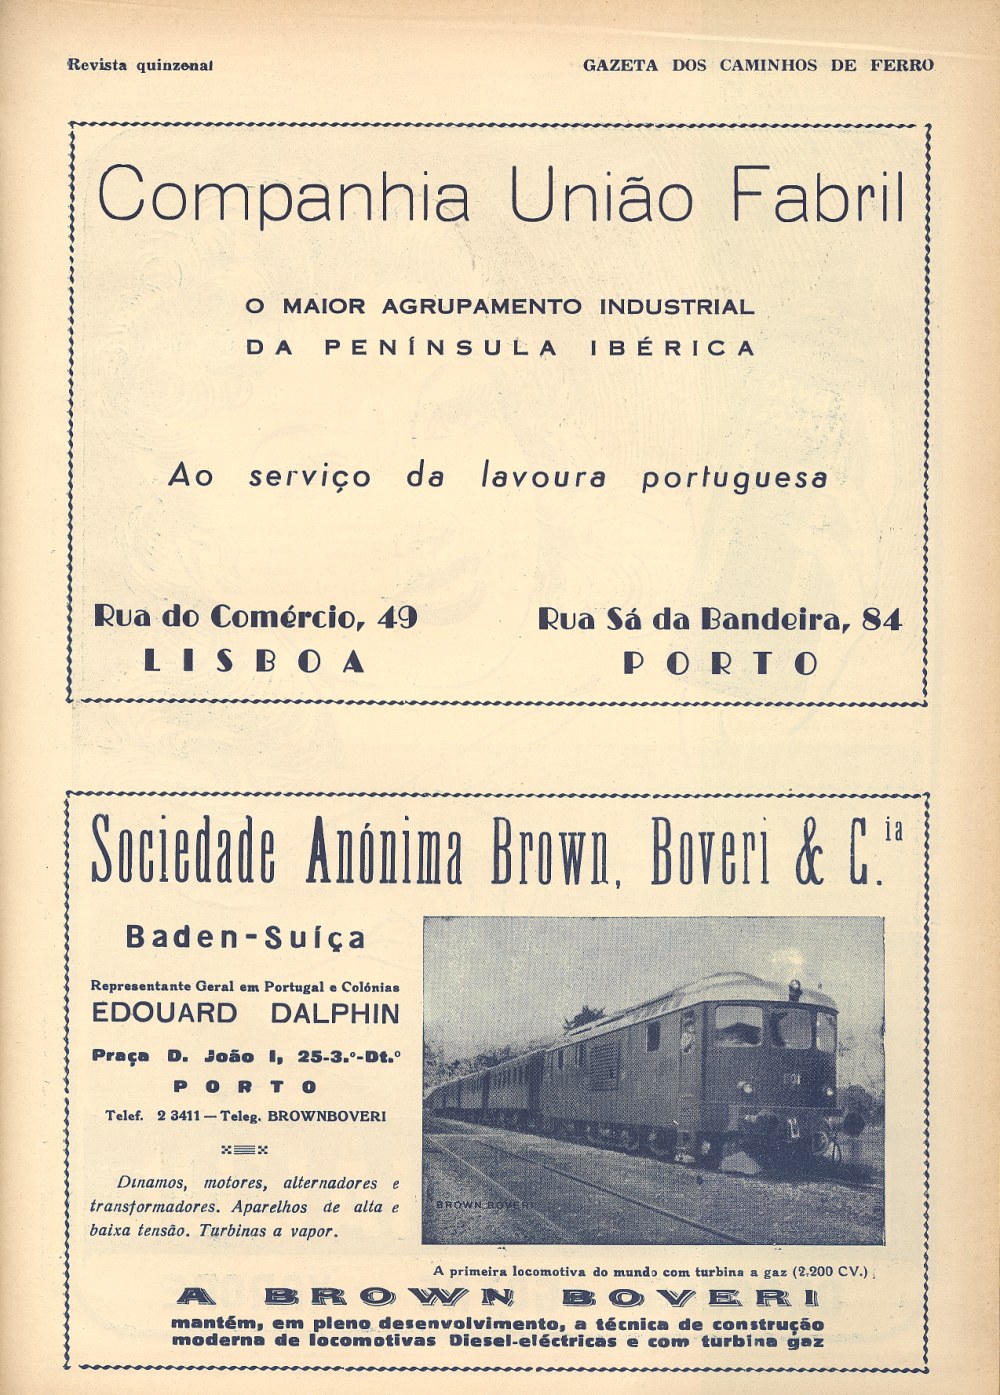 Revista quinzenal
GAZETA DOS CAMINHOS DE FERRO
Companhia União Fabril
O MAIOR AGRUPAMENTO INDUSTRIAL
DA PENÍNSULA IBÉRICA
Ao serviço da lavoura portuguesa
Rua do Comércio, 49
LISBOA
Rua Sá da Bandeira, 84
PORTO
Sociedade Anónima Brown, Boveri & C.ia
Baden-Suíça
Representante Geral em Portugal e Colónias
EDOUARD DALPHIN
Praça D. João I, 25-3.º-Dt.º
PORTO
Telef. 2 3411 — Teleg. BROWNBOVERI
Dinamos, motores, alternadores e
transformadores. Aparelhos de alta e
baixa tensão. Turbinas a vapor.
BROWN BOVERI
A primeira locomotiva do mundo com turbina a gaz (2.200 CV.)
A BROWN BOVERI
mantém, em pleno desenvolvimento, a técnica de construção
moderna de locomotivas Diesel-eléctricas e com turbina gaz